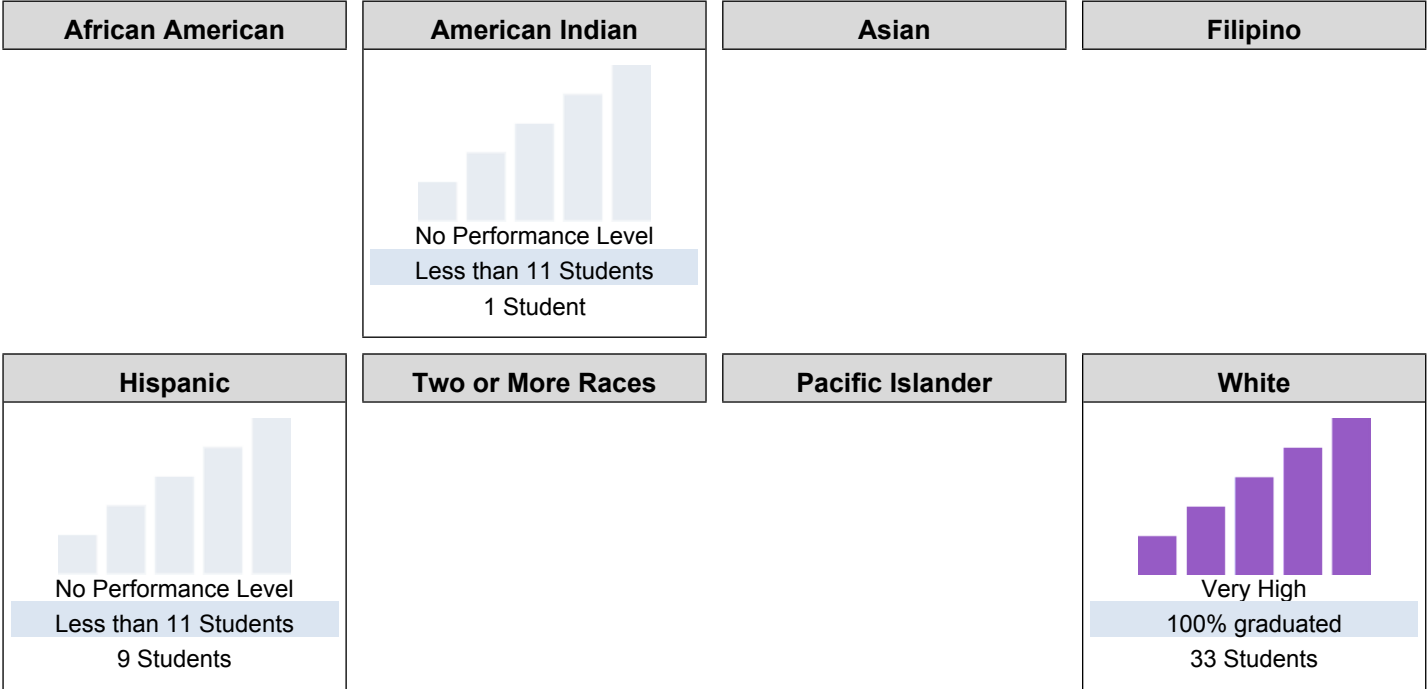 African American
American Indian
Asian
Filipino
No Performance Level
Less than 11 Students
1 Student
Hispanic
Two or More Races
Pacific Islander
White
No Performance Level
Less than 11 Students
9 Students
Very High
100% graduated
33 Students